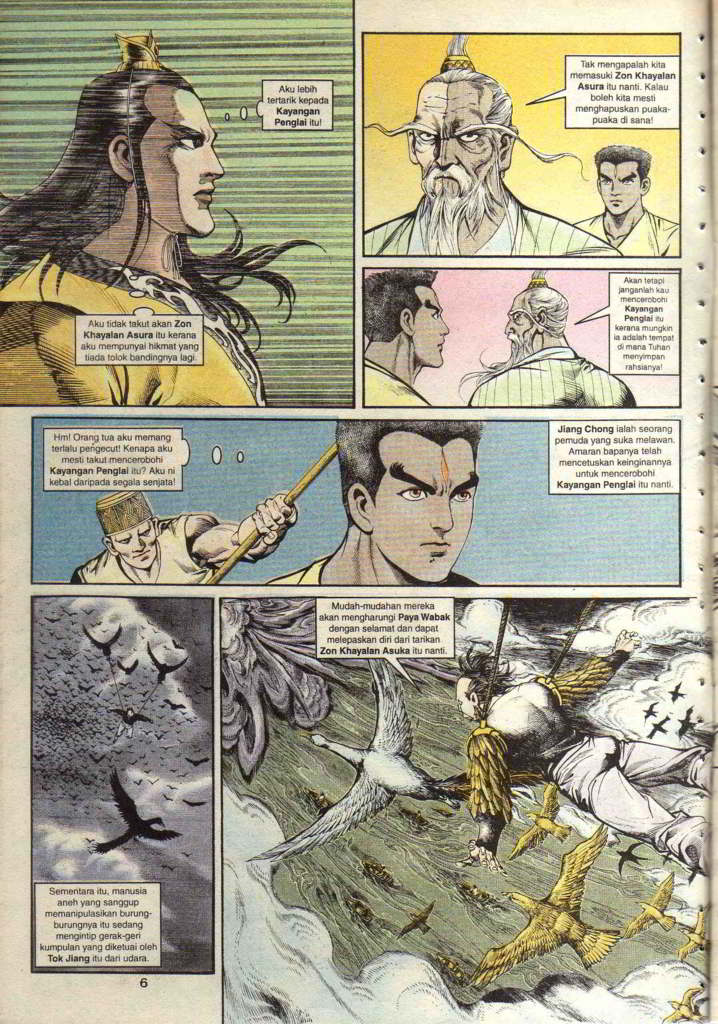 Aku lebih
tertarik kepada
Kayangan
Penglai itu!
Aku tidak takut akan Zon
Khayalan Asura itu kerana
aku mempunyai hikmat yang
tiada tolok bandingnya lagi.
Tak mengapalah kita
memasuki Zon Khayalan
Asura itu nanti. Kalau
boleh kita mesti
menghapuskan puaka-
puaka di sana!
Akan tetapi
janganlah kau
mencerobohi
Kayangan
Penglai itu
kerana mungkin
ia adalah tempat
di mana Tuhan
menyimpan
rahsianya!
Hm! Orang tua aku memang
terlalu pengecut! Kenapa aku
mesti takut mencerobohi
Kayangan Penglai itu? Aku ni
kebal daripada segala senjata!
Jiang Chong ialah seorang
pemuda yang suka melawan.
Amaran bapanya telah
mencetuskan keinginannya
untuk mencerobohi
Kayangan Penglai itu nanti.
Sementara itu, manusia
aneh yang sanggup
memanipulasikan burung-
burungnya itu sedang
mengintip gerak-geri
kumpulan yang diketuai oleh
Tok Jiang itu dari udara.
Mudah-mudahan mereka
akan mengharungi Paya Wabak
dengan selamat dan dapat
melepaskan diri dari tarikan
Zon Khayalan Asuka itu nanti.
6